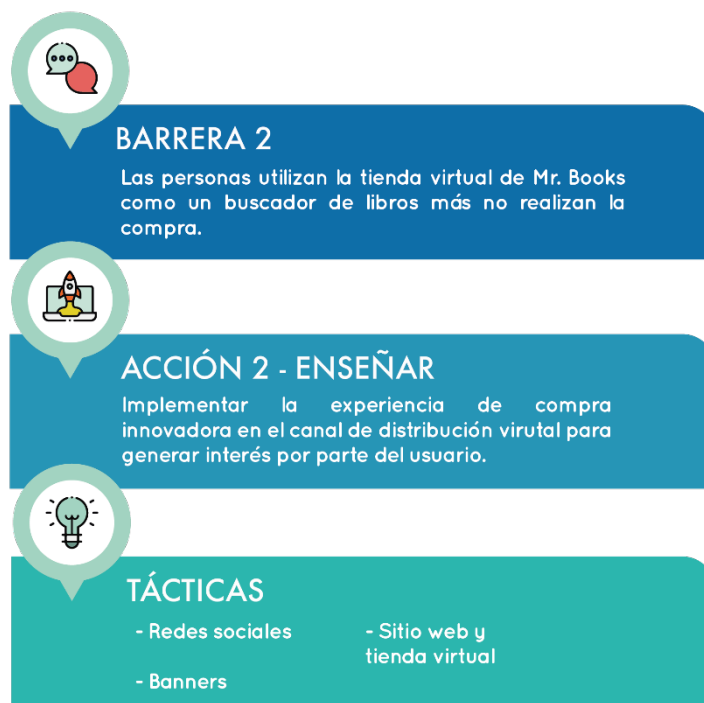 BARRERA 2
Las personas utilizan la tienda virtual de Mr. Books
como un buscador de libros más no realizan la
compra.
ACCIÓN 2 - ENSEÑAR
Implementar la experiencia de compra
innovadora en el canal de distribución virutal para
generar interés por parte del usuario.
TÁCTICAS
- Redes sociales
- Banners
- Sitio web y
tienda virtual